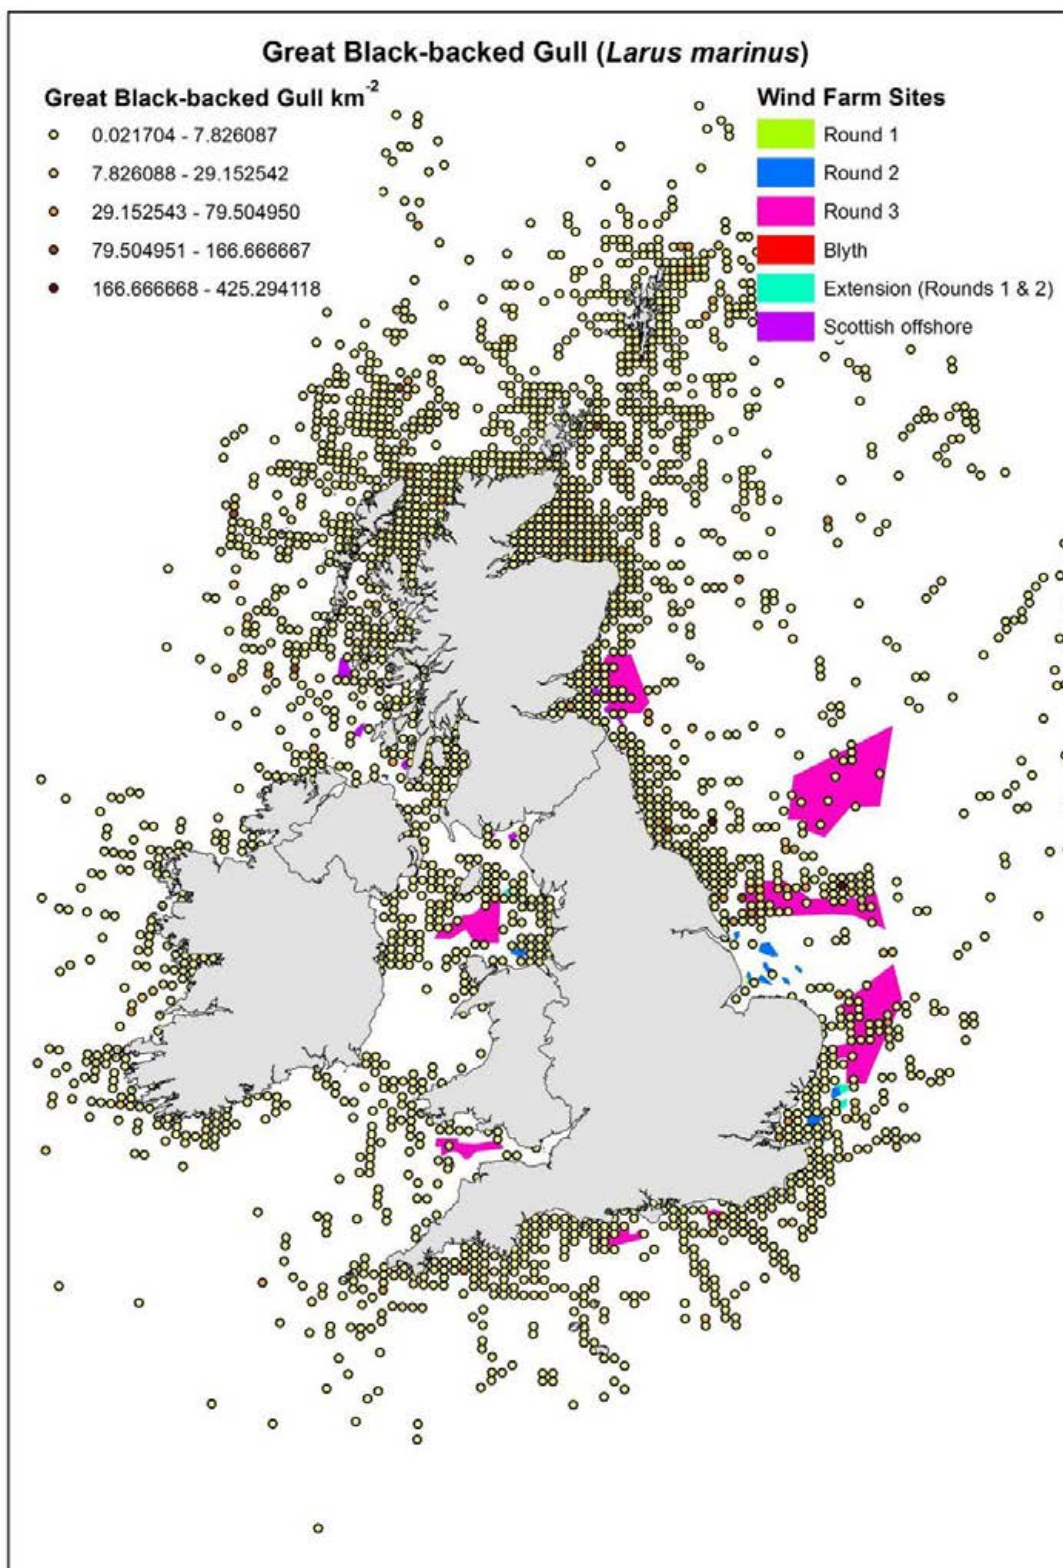 Great Black-backed Gull (Larus marinus)
Great Black-backed Gull km-2
0.021704 - 7.826087
7.826088 - 29.152542
29.152543 - 79.504950
79.504951 - 166.666667
166.666668 - 425.294118
Wind Farm Sites
Round 1
Round 2
Round 3
Blyth
Extension (Rounds 1 & 2)
Scottish offshore